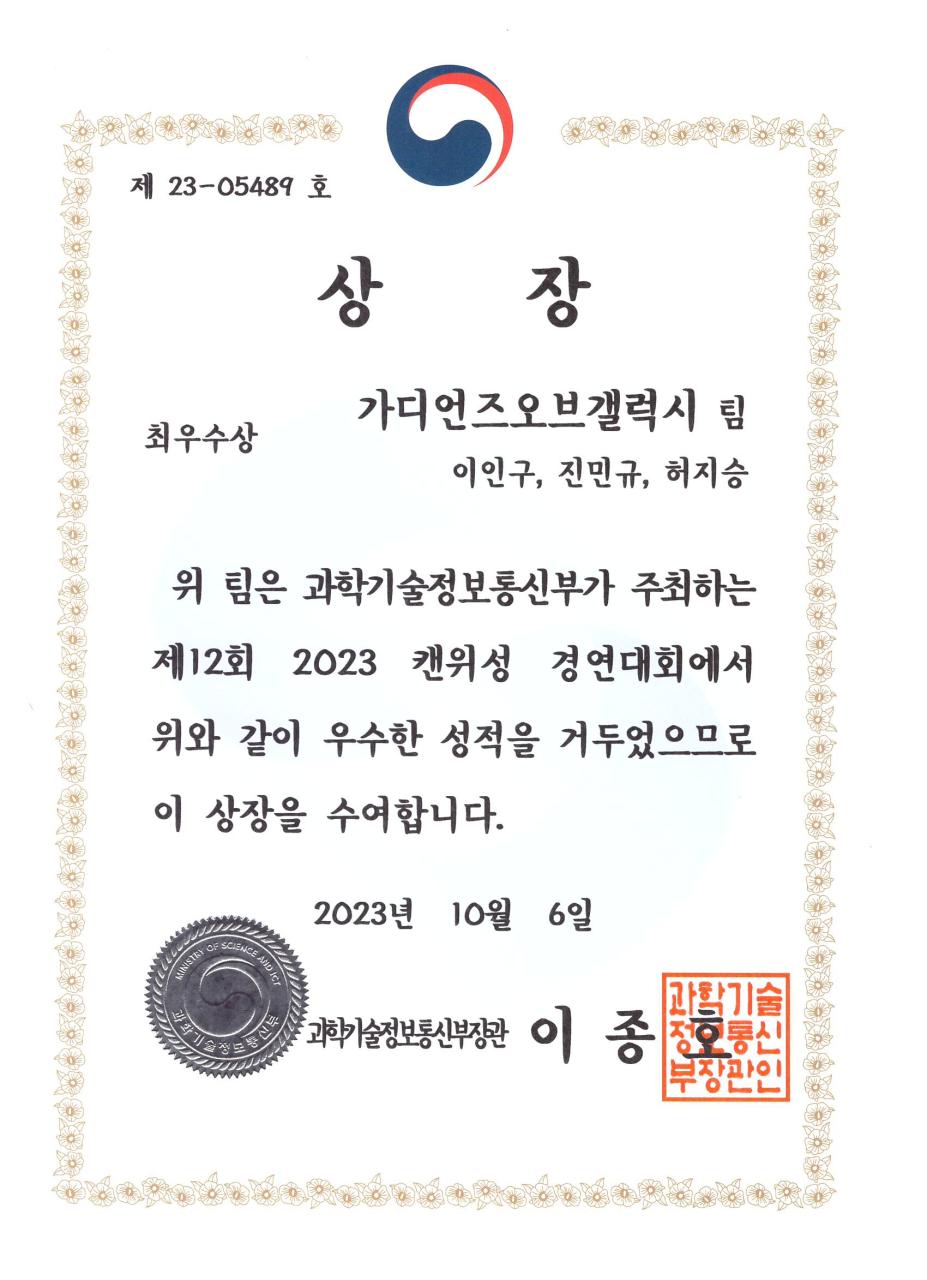 제 23-05489 호
상 장
최우수상
가디언즈오브갤럭시 팀
이인구, 진민규, 허지승
위 팀은 과학기술정보통신부가 주최하는
제12회 2023 캔위성 경연대회에서
위와 같이 우수한 성적을 거두었으므로
이 상장을 수여합니다.
2023년 10월 6일
MINISTRY OF SCIENCE AND ICT
과학기술정보통신부
과학기술정보통신부장관 이 종 호
과학기술
정보통신
부장관인